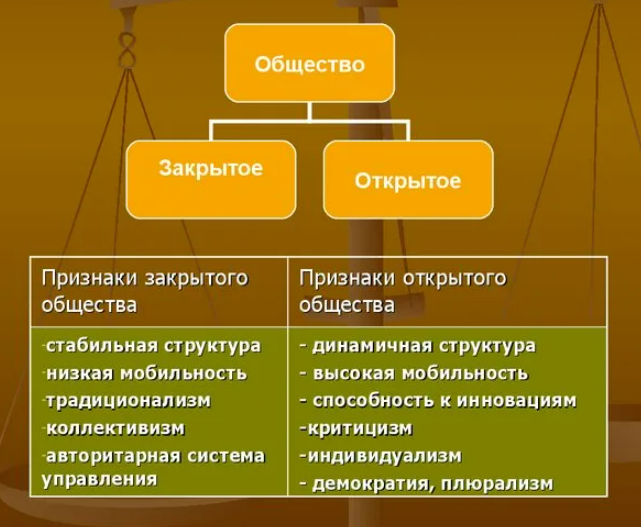 Общество
Закрытое
Открытое
Признаки закрытого
общества
-стабильная структура
-низкая мобильность
-традиционализм
-коллективизм
-авторитарная система
управления
Признаки открытого
общества
- динамичная структура
- высокая мобильность
- способность к инновациям
-критицизм
-индивидуализм
- демократия, плюрализм